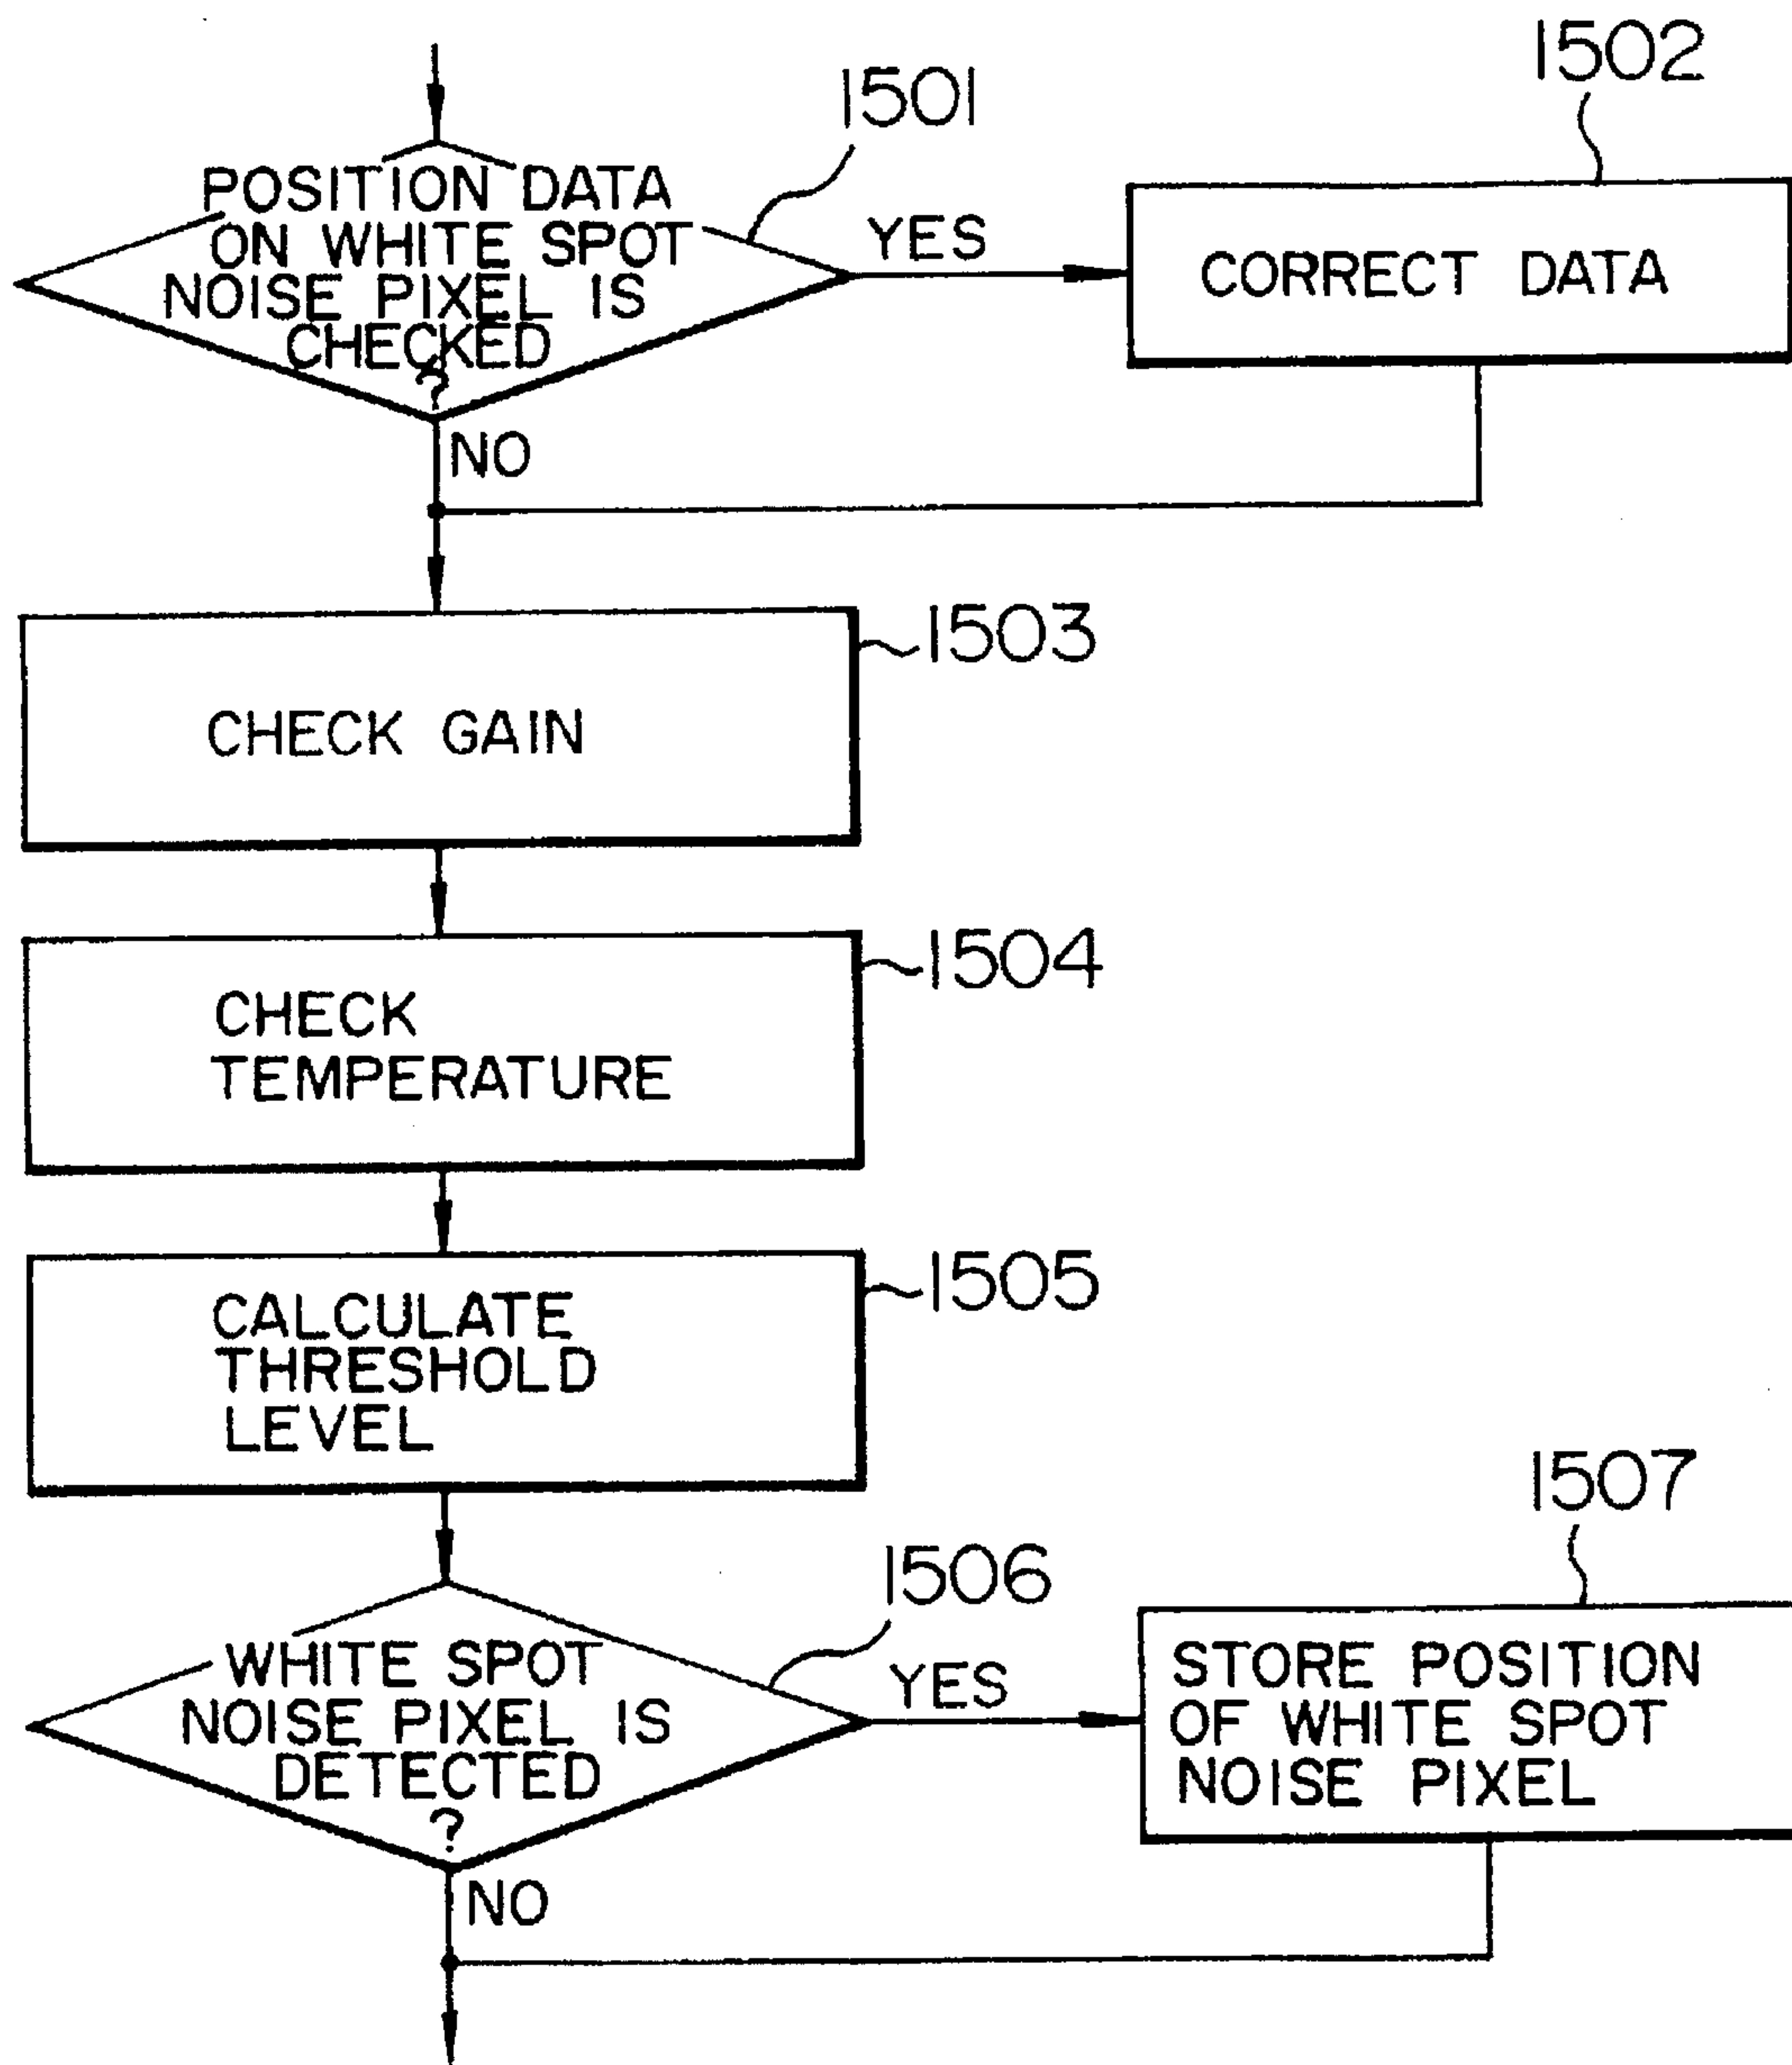 1502
1501
POSITION DATA
ON WHITE SPOT
NOISE PIXEL IS
CHECKED
?
YES
CORRECT DATA
NO
1503
CHECK GAIN
1504
CHECK
TEMPERATURE
1505
CALCULATE
THRESHOLD
LEVEL
1507
1506
WHITE SPOT
NOISE PIXEL IS
DETECTED
?
YES
STORE POSITION
OF WHITE SPOT
NOISE PIXEL
NO